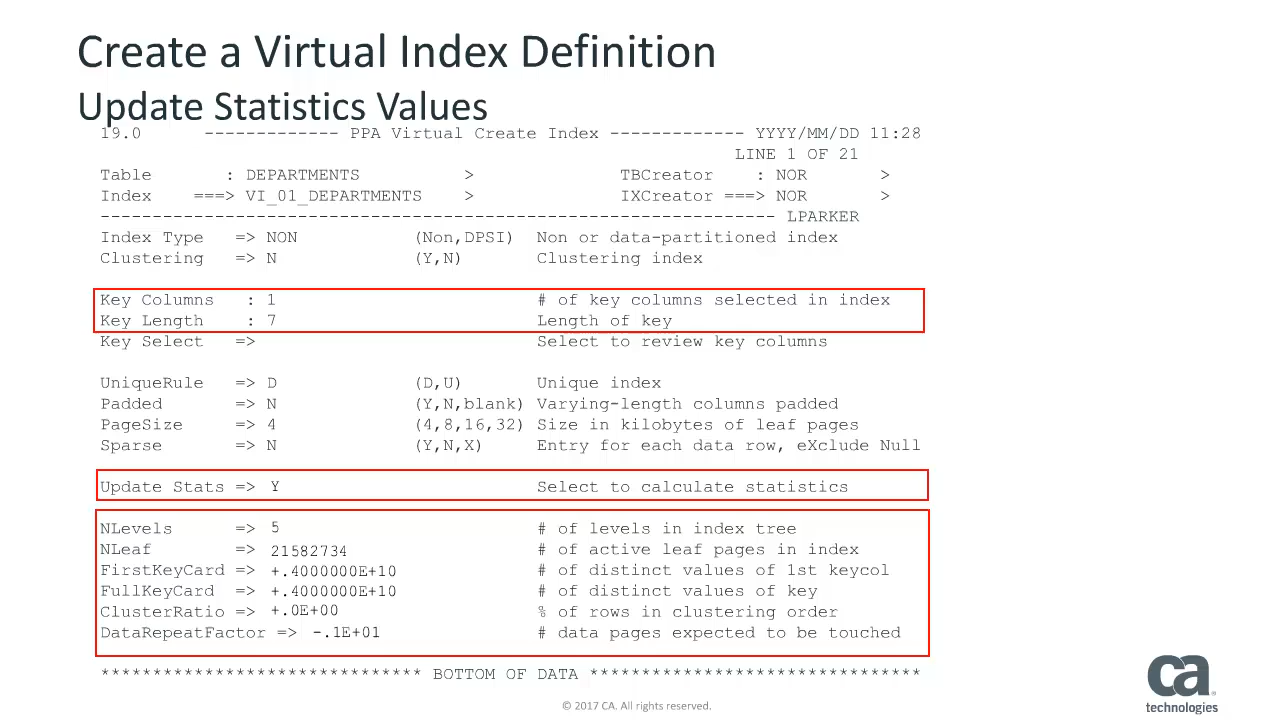 Create a Virtual Index Definition
Update Statistics Values
19.0 ------------- PPA Virtual Create Index ------------- YYYY/MM/DD 11:28
LINE 1 OF 21
Table : DEPARTMENTS > TBCreator : NOR >
Index ===> VI_01_DEPARTMENTS > IXCreator ===> NOR >
----------------------------------------------------------------- LPARKER
Index Type => NON (Non,DPSI) Non or data-partitioned index
Clustering => N (Y,N) Clustering index
Key Columns : 1 # of key columns selected in index
Key Length : 7 Length of key
Key Select => Select to review key columns
UniqueRule => D (D,U) Unique index
Padded => N (Y,N,blank) Varying-length columns padded
PageSize => 4 (4,8,16,32) Size in kilobytes of leaf pages
Sparse => N (Y,N,X) Entry for each data row, eXclude Null
Update Stats => Y Select to calculate statistics
NLevels => 5 # of levels in index tree
NLeaf => 21582734 # of active leaf pages in index
FirstKeyCard => +.4000000E+10 # of distinct values of 1st keycol
FullKeyCard => +.4000000E+10 # of distinct values of key
ClusterRatio => +.0E+00 % of rows in clustering order
DataRepeatFactor => -.1E+01 # data pages expected to be touched
******************************* BOTTOM OF DATA ********************************
© 2017 CA. All rights reserved.
ca
technologies